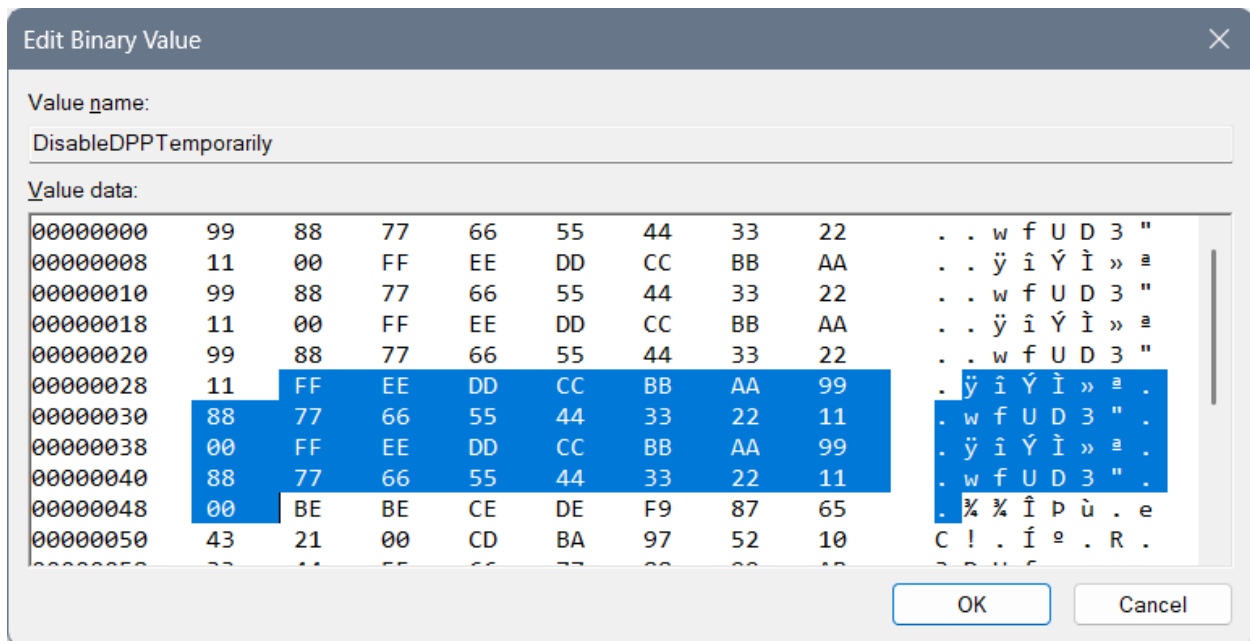 Edit Binary Value
Value name:
DisableDPPTemporarily
Value data:
00000000 99 88 77 66 55 44 33 22 . . w f U D 3 "
00000008 11 00 FF EE DD CC BB AA . . ÿ î Ý Ì » ª
00000010 99 88 77 66 55 44 33 22 . . w f U D 3 "
00000018 11 00 FF EE DD CC BB AA . . ÿ î Ý Ì » ª
00000020 99 88 77 66 55 44 33 22 . . w f U D 3 "
00000028 11 FF EE DD CC BB AA 99 . ÿ î Ý Ì » ª .
00000030 88 77 66 55 44 33 22 11 . w f U D 3 " .
00000038 00 FF EE DD CC BB AA 99 . ÿ î Ý Ì » ª .
00000040 88 77 66 55 44 33 22 11 . w f U D 3 " .
00000048 00 BE BE CE DE F9 87 65 . ¾ ¾ Î Þ ù . e
00000050 43 21 00 CD BA 97 52 10 C ! . Í º . R .
OK Cancel